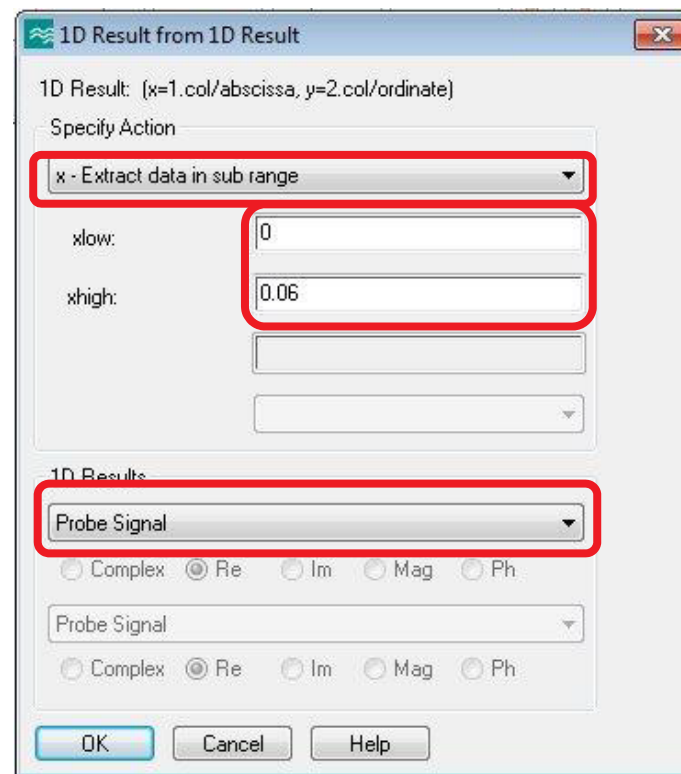 1D Result from 1D Result
1D Result: (x=1.col/abscissa, y=2.col/ordinate)
Specify Action
x - Extract data in sub range
xlow:
0
xhigh:
0.06
1D Results
Probe Signal
Complex Re Im Mag Ph
Probe Signal
Complex Re Im Mag Ph
OK Cancel Help